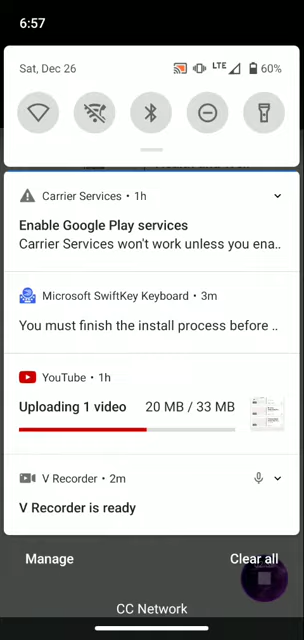 6:57
Sat, Dec 26
LTE
60%
Carrier Services • 1h
Enable Google Play services
Carrier Services won't work unless you ena..
Microsoft SwiftKey Keyboard • 3m
You must finish the install process before ..
YouTube • 1h
Uploading 1 video 20 MB / 33 MB
V Recorder • 2m
V Recorder is ready
Manage Clear all
CC Network